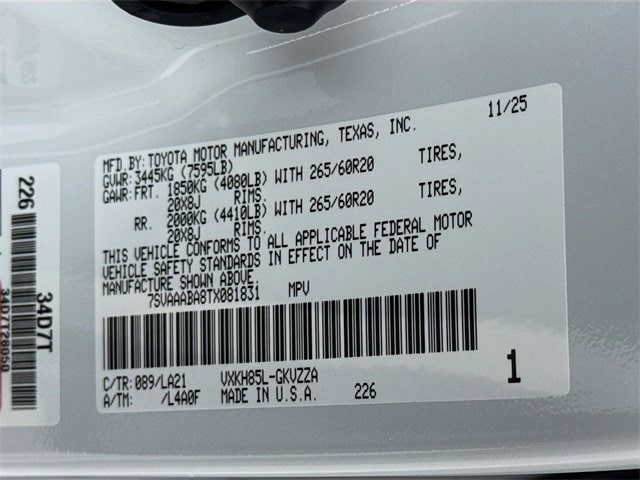 11/25
MFD.BY:TOYOTA MOTOR MANUFACTURING, TEXAS, INC.
GVWR: 3445KG (7595LB)
GAWR: FRT. 1850KG (4080LB) WITH 265/60R20 TIRES,
20X8J RIMS.
RR. 2000KG (4410LB) WITH 265/60R20 TIRES,
20X8J RIMS.
THIS VEHICLE CONFORMS TO ALL APPLICABLE FEDERAL MOTOR
VEHICLE SAFETY STANDARDS IN EFFECT ON THE DATE OF
MANUFACTURE SHOWN ABOVE.
7SVAAABA8TX081831 MPV
C/TR: 089/LA21 VXKH85L-GKVZZA
A/TM: /L4A0F MADE IN U.S.A. 226
1
226
34D7T
34D7T28050